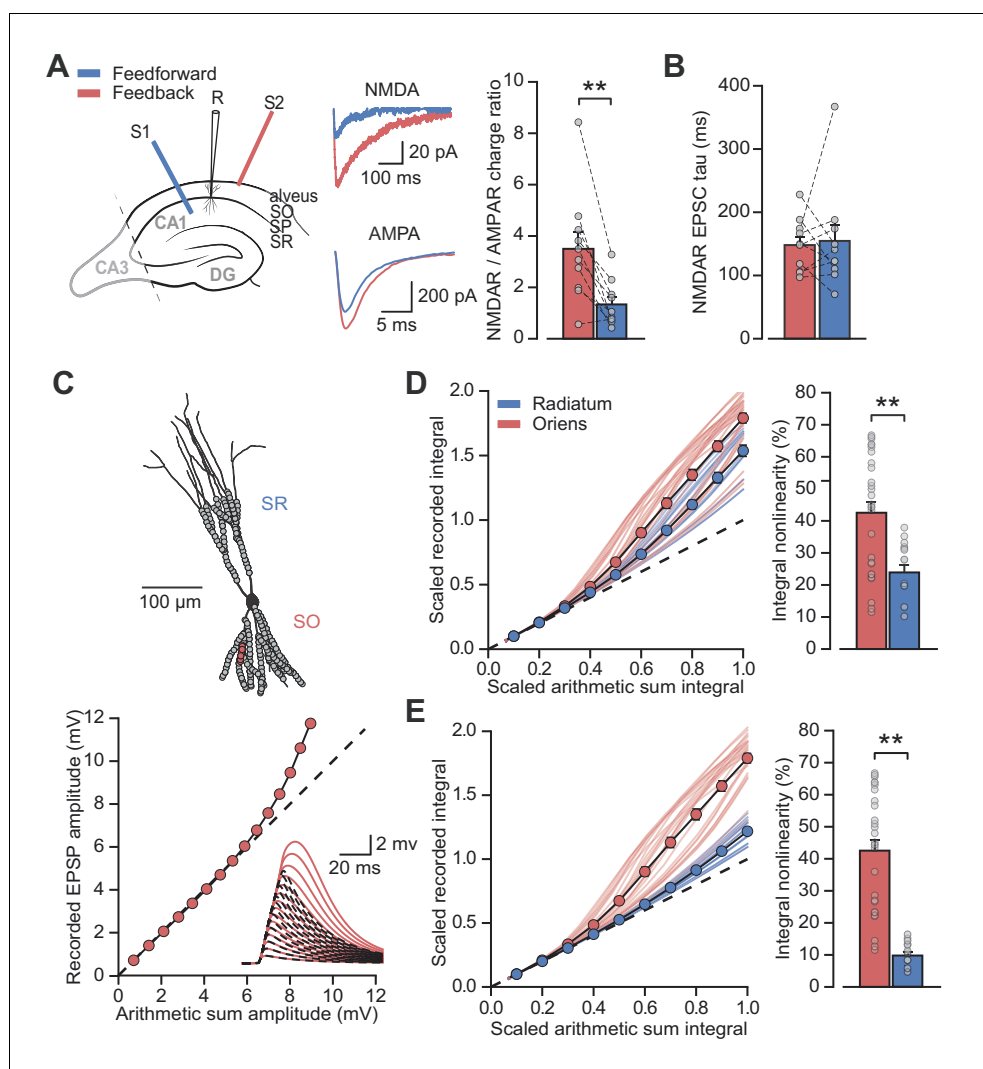 A
Feedforward
Feedback
S1
R
S2
alveus
SO
SP
SR
CA1
CA3
DG
NMDA
20 pA
100 ms
AMPA
200 pA
5 ms
NMDAR / AMPAR charge ratio
10
8
6
4
2
0
**
B
NMDAR EPSC tau (ms)
400
300
200
100
0
C
SR
100 µm
SO
Recorded EPSP amplitude (mV)
12
10
8
6
4
2
0
2 mv
20 ms
0 2 4 6 8 10 12
Arithmetic sum amplitude (mV)
D
Radiatum
Oriens
Scaled recorded integral
2.0
1.5
1.0
0.5
0.0
0.0 0.2 0.4 0.6 0.8 1.0
Scaled arithmetic sum integral
Integral nonlinearity (%)
80
70
60
50
40
30
20
10
0
**
E
Scaled recorded integral
2.0
1.5
1.0
0.5
0.0
0.0 0.2 0.4 0.6 0.8 1.0
Scaled arithmetic sum integral
Integral nonlinearity (%)
80
70
60
50
40
30
20
10
0
**